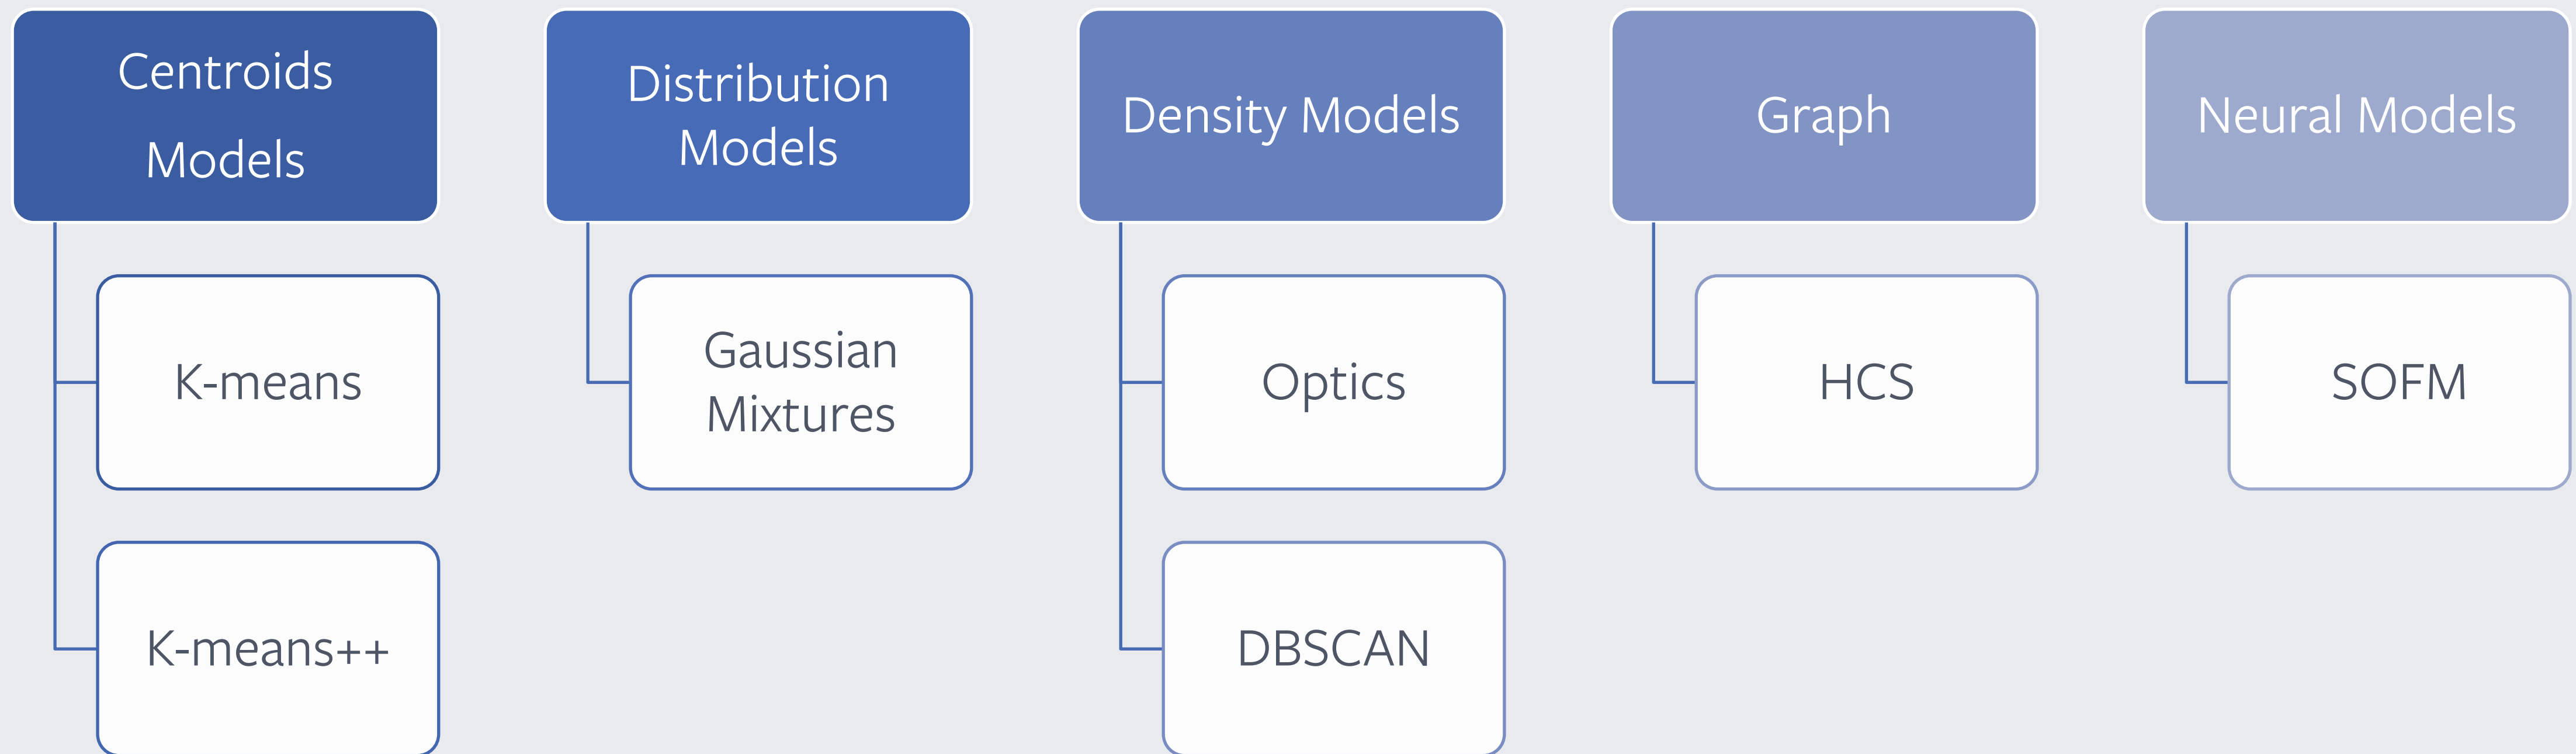 Centroids
Models
K-means
K-means++
Distribution
Models
Gaussian
Mixtures
Density Models
Optics
DBSCAN
Graph
HCS
Neural Models
SOFM